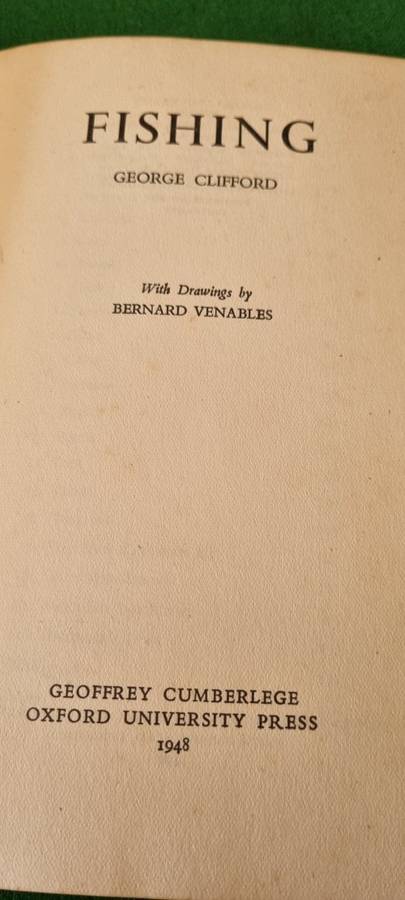 FISHING
GEORGE CLIFFORD
With Drawings by
BERNARD VENABLES
GEOFFREY CUMBERLEGE
OXFORD UNIVERSITY PRESS
1948